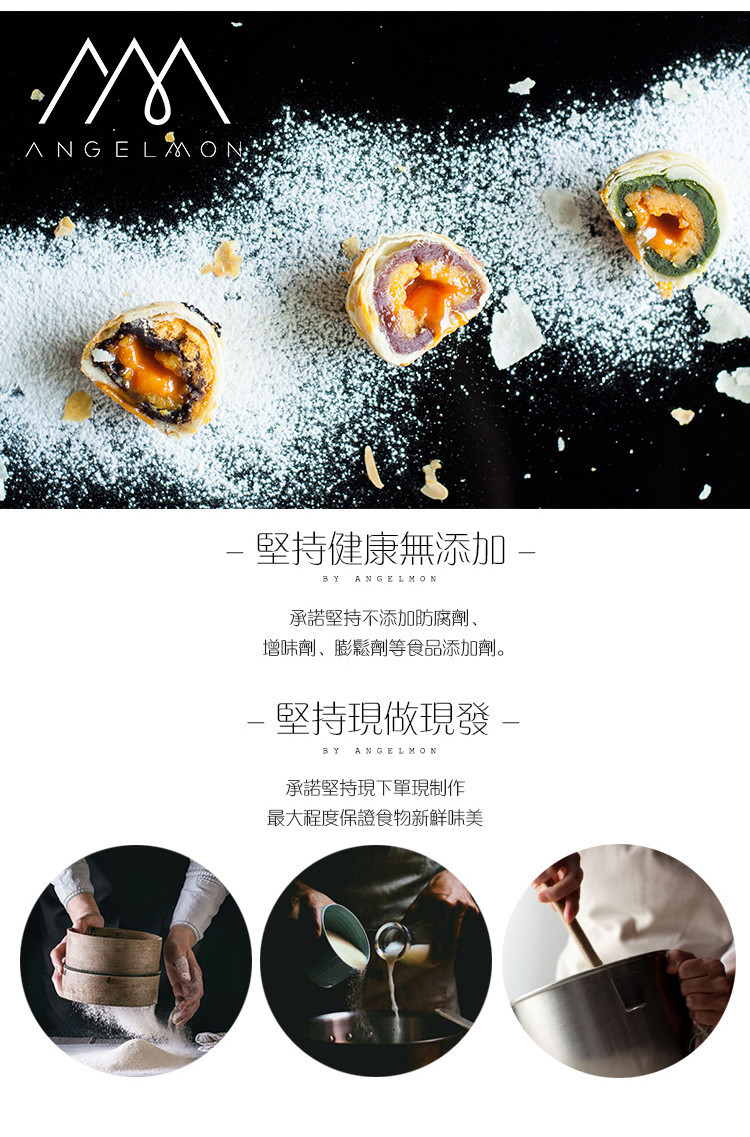 ANGELMON
– 堅持健康無添加 –
BY ANGELMON
承諾堅持不添加防腐劑、
增味劑、膨鬆劑等食品添加劑。
– 堅持現做現發 –
BY ANGELMON
承諾堅持現下單現制作
最大程度保證食物新鮮味美